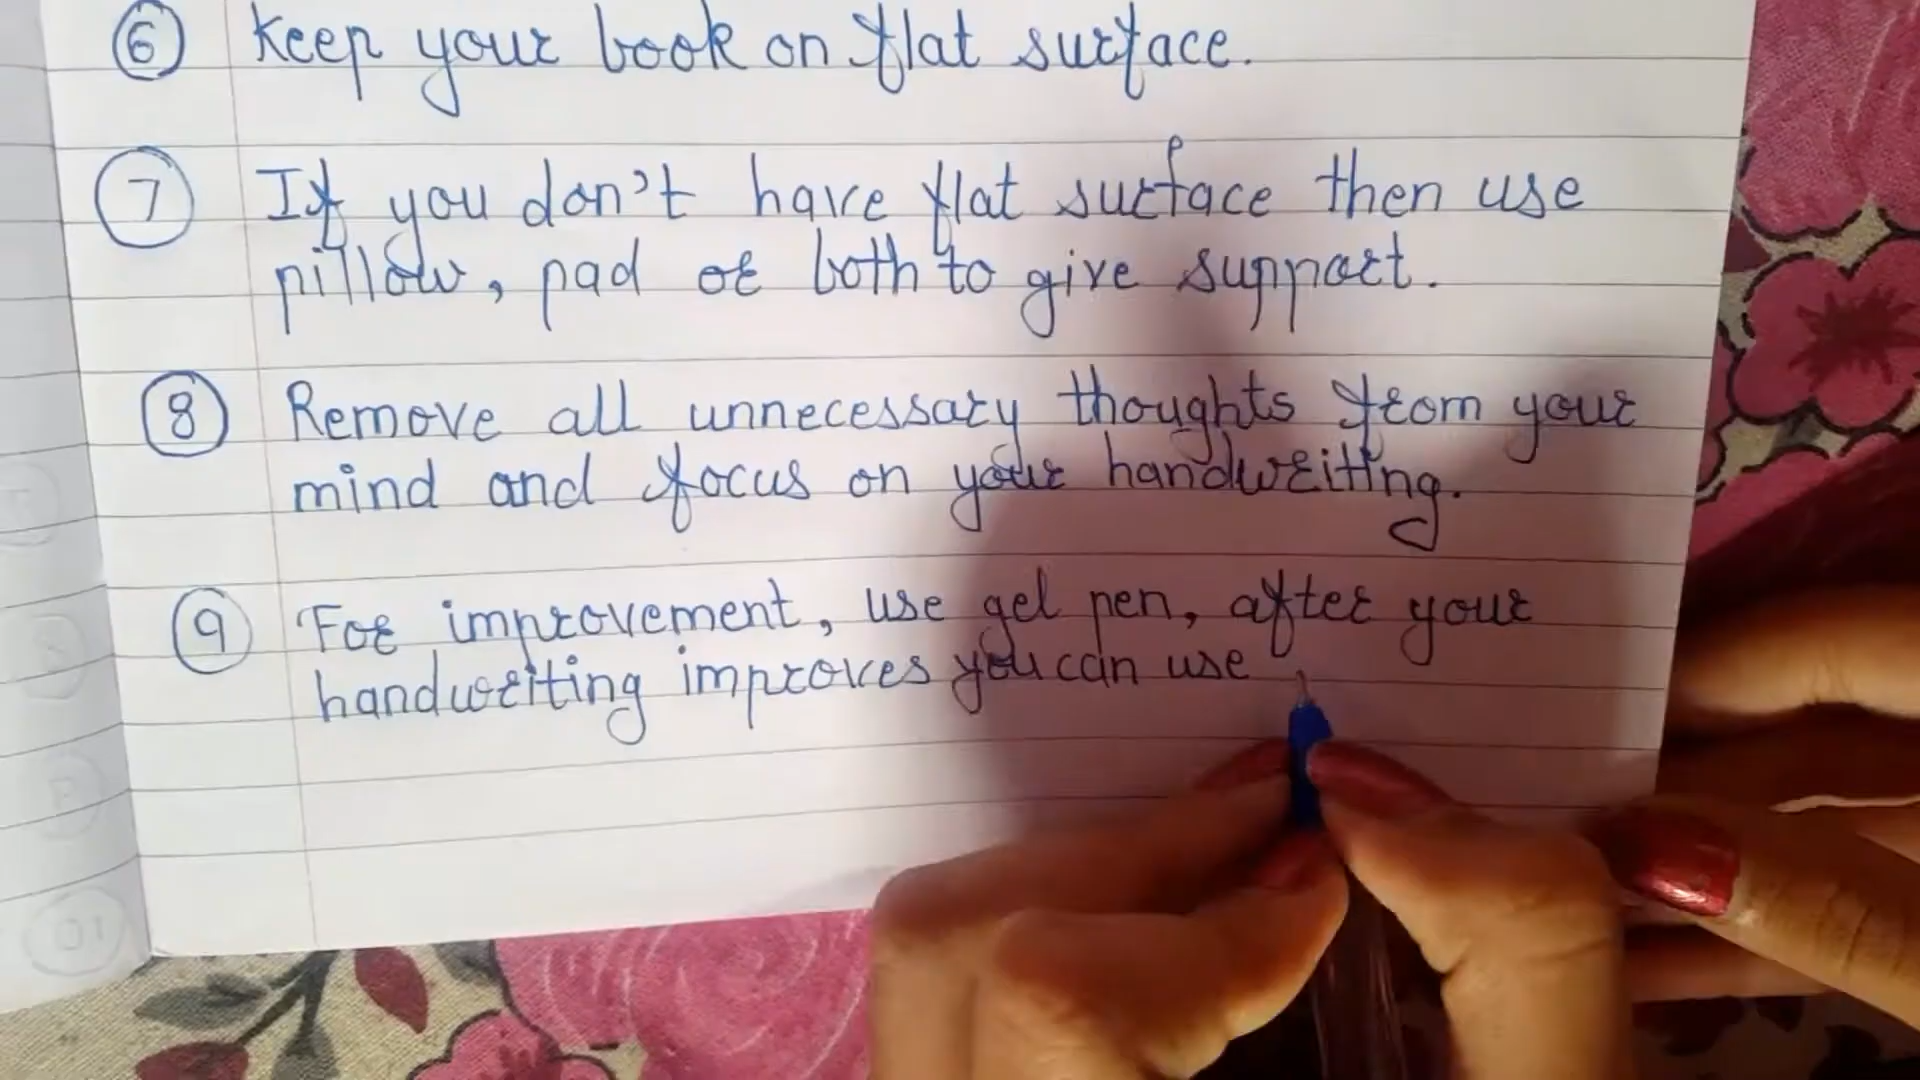 6 Keep your book on flat surface.
7 If you don't have flat surface then use
pillow, pad or both to give support.
8 Remove all unnecessary thoughts from your
mind and focus on your handwriting.
9 For improvement, use gel pen, after your
handwriting improves you can use